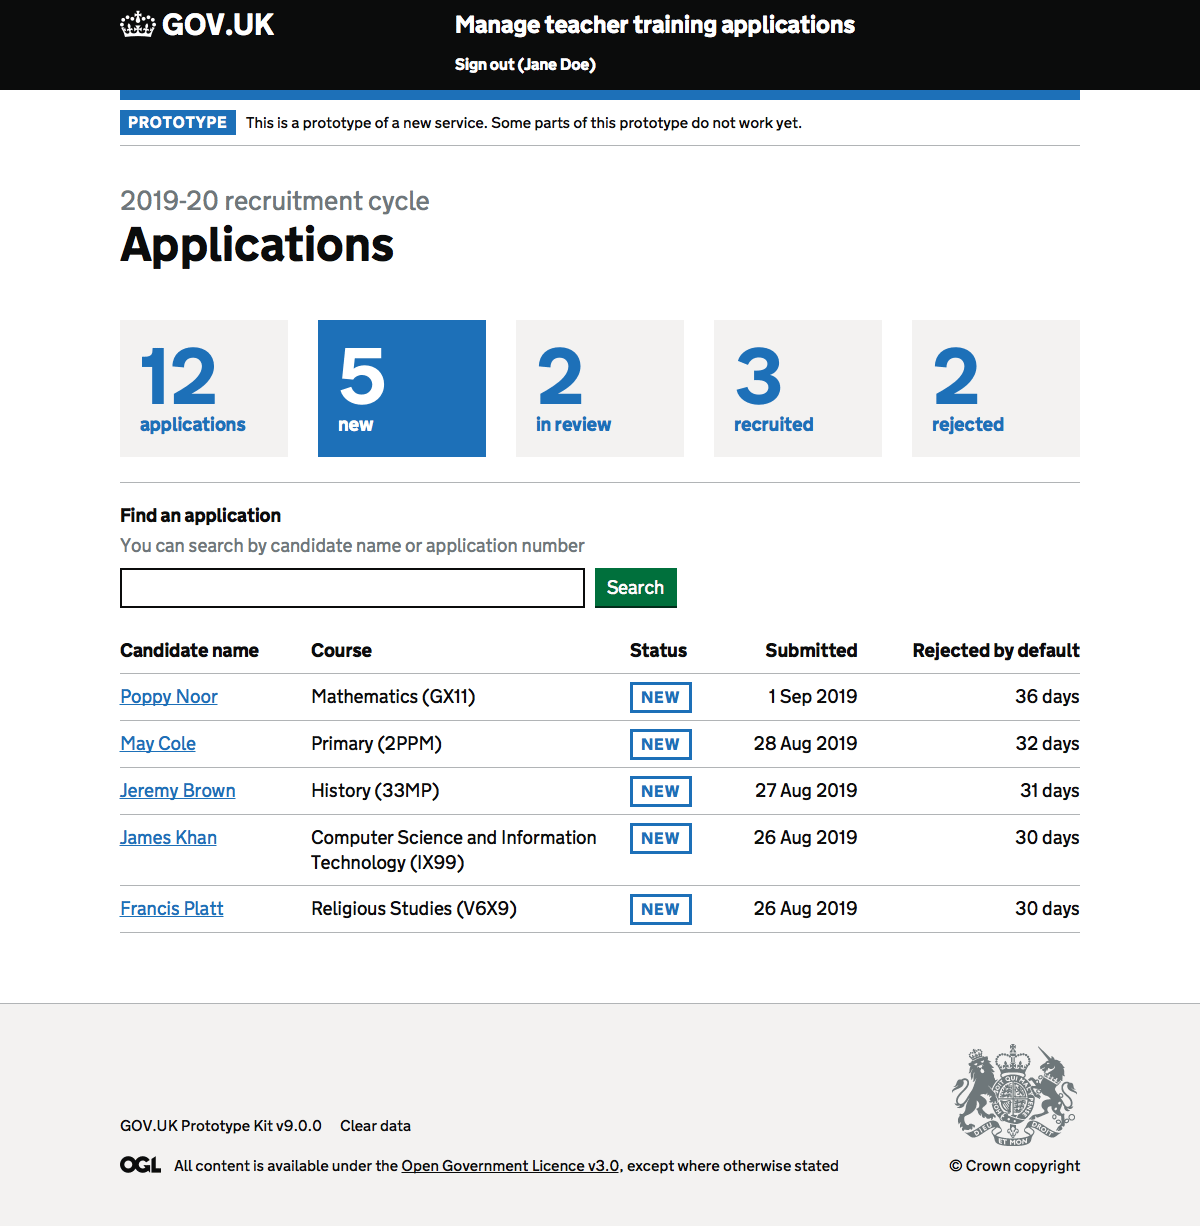 GOV.UK
Manage teacher training applications
Sign out (Jane Doe)
PROTOTYPE This is a prototype of a new service. Some parts of this prototype do not work yet.
2019-20 recruitment cycle
Applications
12 5 2 3 2
applications new in review recruited rejected
Find an application
You can search by candidate name or application number
Search
Candidate name Course Status Submitted Rejected by default
Poppy Noor Mathematics (GX11) NEW 1 Sep 2019 36 days
May Cole Primary (2PPM) NEW 28 Aug 2019 32 days
Jeremy Brown History (33MP) NEW 27 Aug 2019 31 days
James Khan Computer Science and Information NEW 26 Aug 2019 30 days
Technology (IX99)
Francis Platt Religious Studies (V6X9) NEW 26 Aug 2019 30 days
DIEU ET MON DROIT
GOV.UK Prototype Kit v9.0.0 Clear data
OGL All content is available under the Open Government Licence v3.0, except where otherwise stated
© Crown copyright